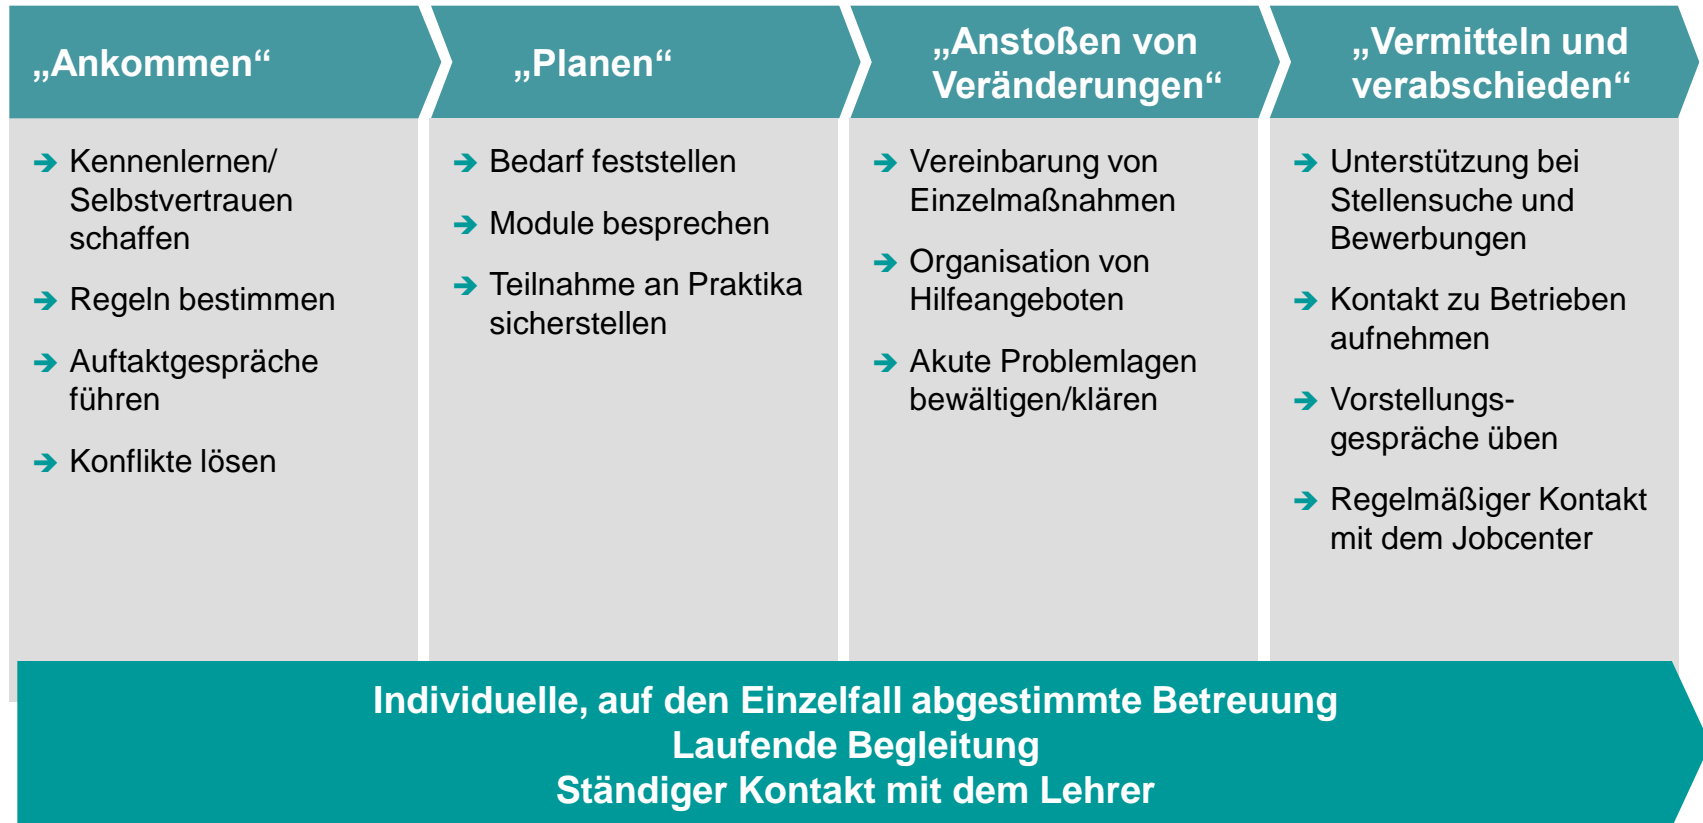 „Ankommen“
Kennenlernen/
Selbstvertrauen
schaffen
Regeln bestimmen
Auftaktgespräche
führen
Konflikte lösen
„Planen“
Bedarf feststellen
Module besprechen
Teilnahme an Praktika
sicherstellen
„Anstoßen von
Veränderungen“
Vereinbarung von
Einzelmaßnahmen
Organisation von
Hilfeangeboten
Akute Problemlagen
bewältigen/klären
„Vermitteln und
verabschieden“
Unterstützung bei
Stellensuche und
Bewerbungen
Kontakt zu Betrieben
aufnehmen
Vorstellungs-
gespräche üben
Regelmäßiger Kontakt
mit dem Jobcenter
Individuelle, auf den Einzelfall abgestimmte Betreuung
Laufende Begleitung
Ständiger Kontakt mit dem Lehrer